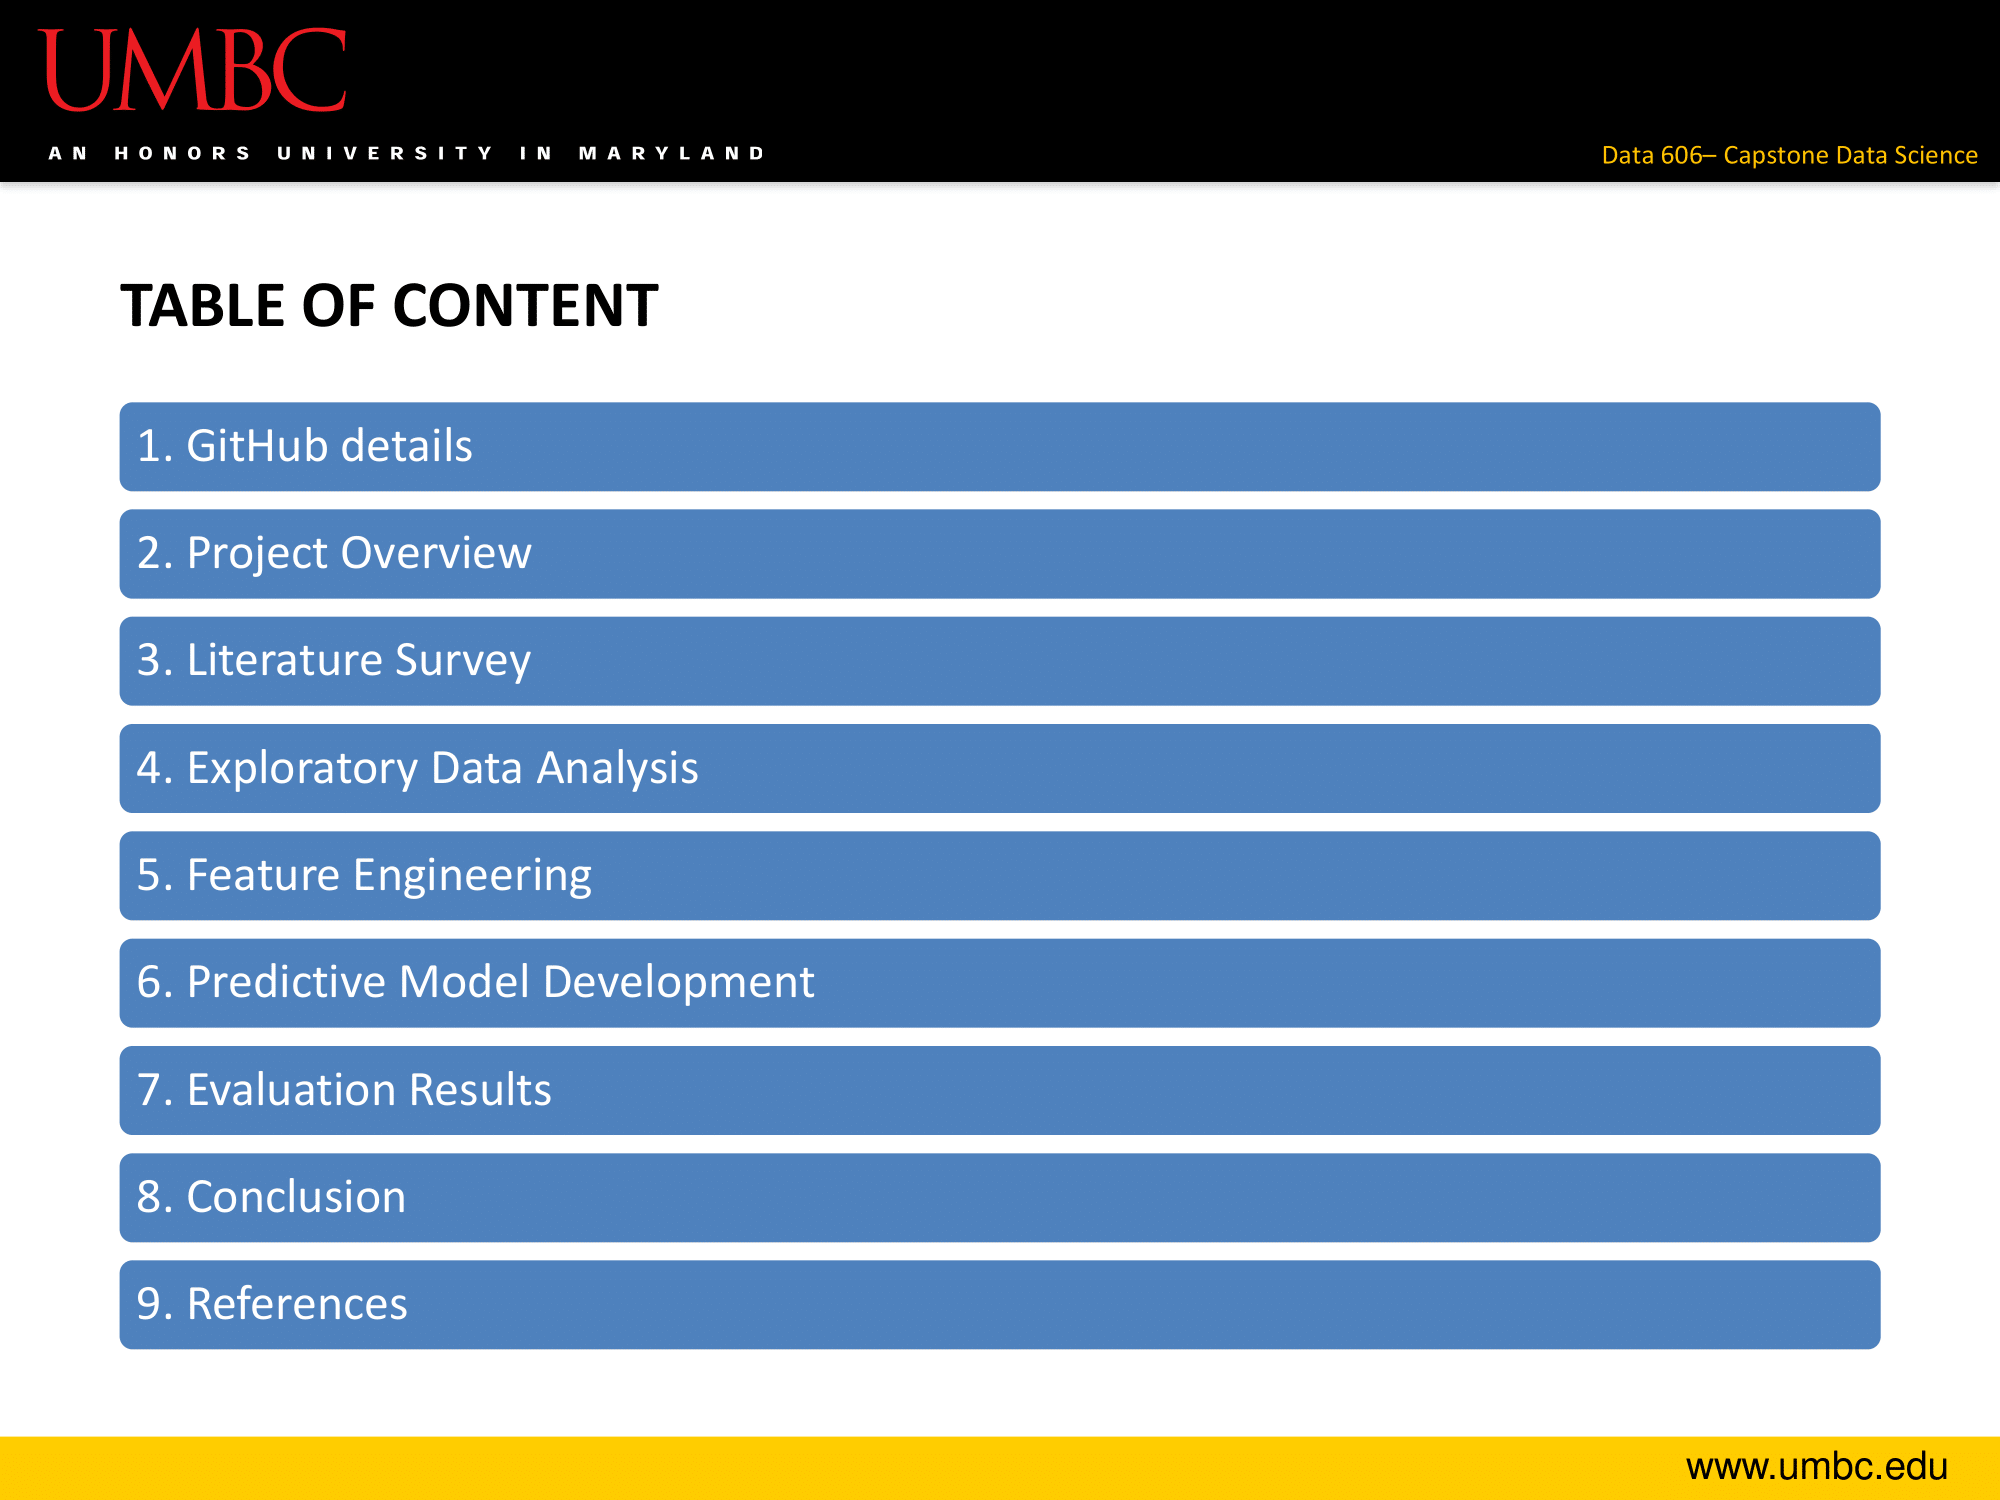 UMBC
AN HONORS UNIVERSITY IN MARYLAND
Data 606– Capstone Data Science
TABLE OF CONTENT
1. GitHub details
2. Project Overview
3. Literature Survey
4. Exploratory Data Analysis
5. Feature Engineering
6. Predictive Model Development
7. Evaluation Results
8. Conclusion
9. References
www.umbc.edu